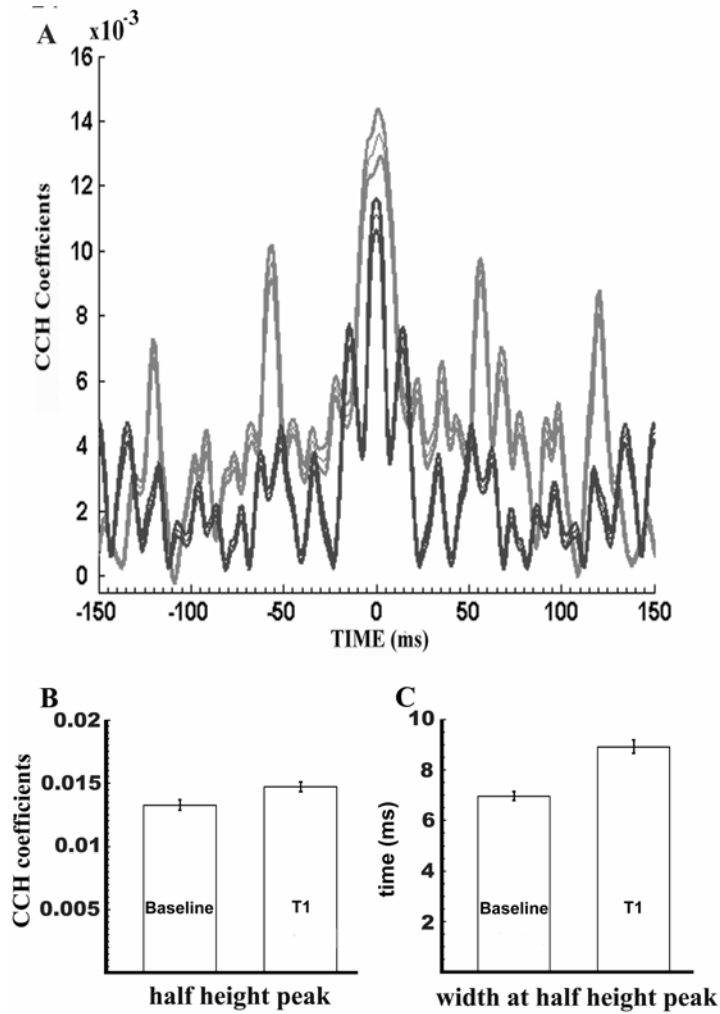 A
x10⁻³
16
14
12
10
8
6
4
2
0
CCH Coefficients
-150 -100 -50 0 50 100 150
TIME (ms)
B
0.02
0.015
0.01
0.005
CCH coefficients
Baseline T1
half height peak
C
10
8
6
4
2
time (ms)
Baseline T1
width at half height peak